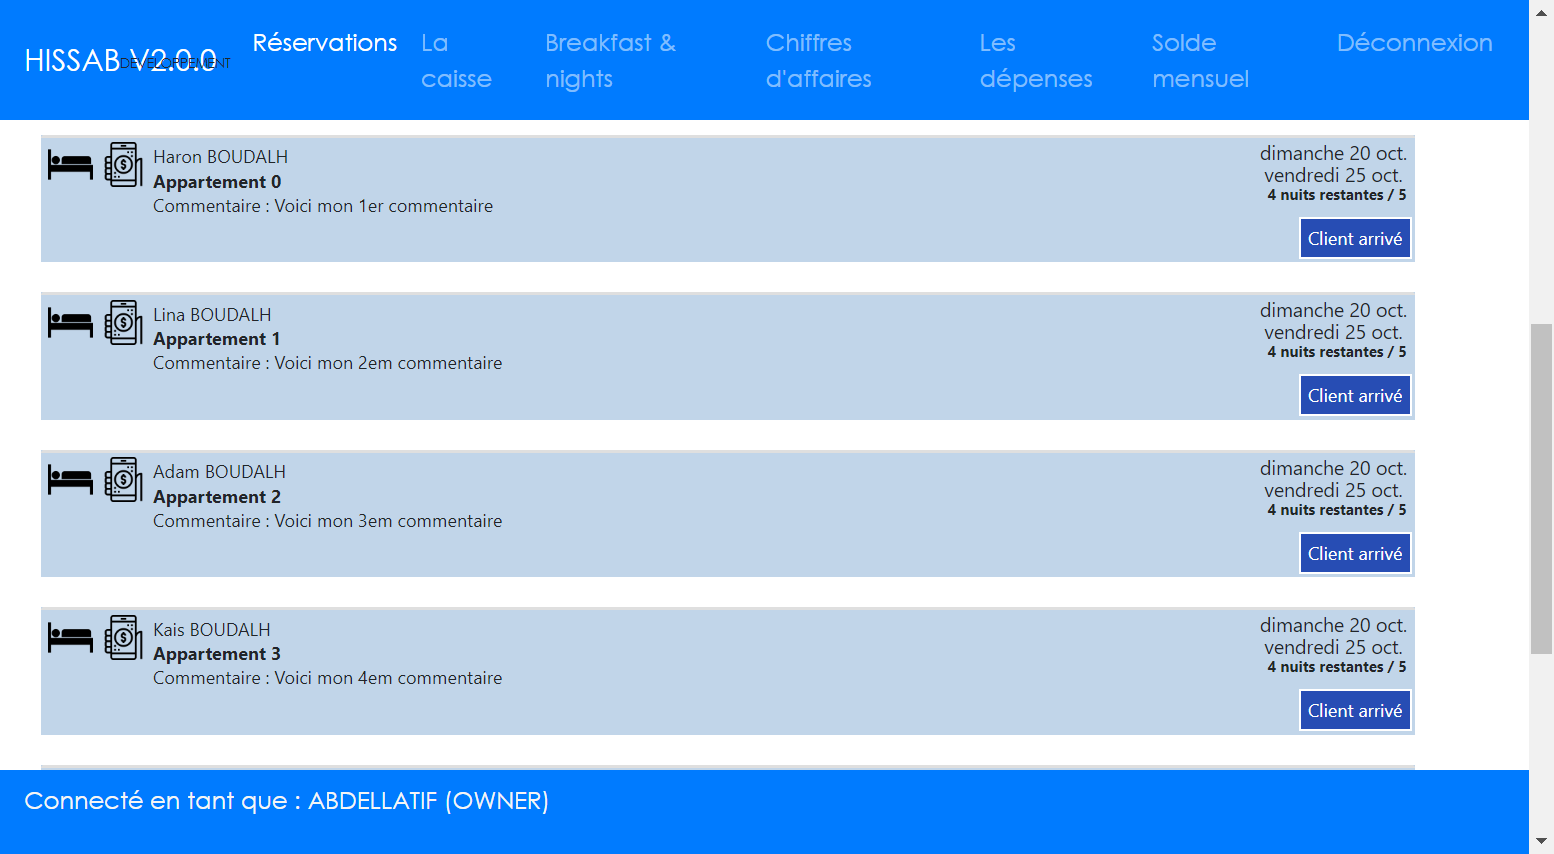 HISSAB V2.0.0
DEVELOPPEMENT
Réservations
La caisse
Breakfast & nights
Chiffres d'affaires
Les dépenses
Solde mensuel
Déconnexion
Haron BOUDALH
Appartement 0
Commentaire : Voici mon 1er commentaire
dimanche 20 oct.
vendredi 25 oct.
4 nuits restantes / 5
Client arrivé
Lina BOUDALH
Appartement 1
Commentaire : Voici mon 2em commentaire
dimanche 20 oct.
vendredi 25 oct.
4 nuits restantes / 5
Client arrivé
Adam BOUDALH
Appartement 2
Commentaire : Voici mon 3em commentaire
dimanche 20 oct.
vendredi 25 oct.
4 nuits restantes / 5
Client arrivé
Kais BOUDALH
Appartement 3
Commentaire : Voici mon 4em commentaire
dimanche 20 oct.
vendredi 25 oct.
4 nuits restantes / 5
Client arrivé
Connecté en tant que : ABDELLATIF (OWNER)